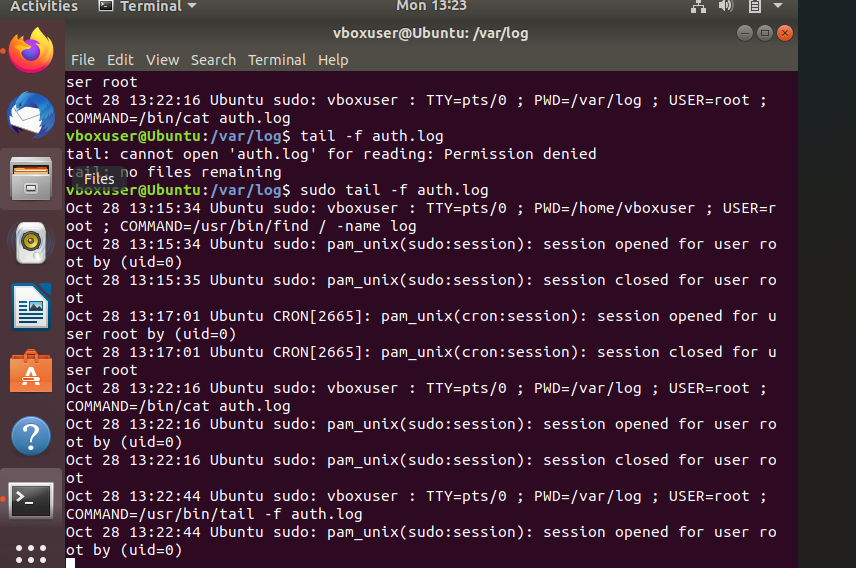 Activities Terminal Mon 13:23
vboxuser@Ubuntu: /var/log
File Edit View Search Terminal Help
ser root
Oct 28 13:22:16 Ubuntu sudo: vboxuser : TTY=pts/0 ; PWD=/var/log ; USER=root ;
COMMAND=/bin/cat auth.log
vboxuser@Ubuntu:/var/log$ tail -f auth.log
tail: cannot open 'auth.log' for reading: Permission denied
no files remaining
Files
vboxuser@Ubuntu:/var/log$ sudo tail -f auth.log
Oct 28 13:15:34 Ubuntu sudo: vboxuser : TTY=pts/0 ; PWD=/home/vboxuser ; USER=r
oot ; COMMAND=/usr/bin/find / -name log
Oct 28 13:15:34 Ubuntu sudo: pam_unix(sudo:session): session opened for user ro
ot by (uid=0)
Oct 28 13:15:35 Ubuntu sudo: pam_unix(sudo:session): session closed for user ro
ot
Oct 28 13:17:01 Ubuntu CRON[2665]: pam_unix(cron:session): session opened for u
ser root by (uid=0)
Oct 28 13:17:01 Ubuntu CRON[2665]: pam_unix(cron:session): session closed for u
ser root
Oct 28 13:22:16 Ubuntu sudo: vboxuser : TTY=pts/0 ; PWD=/var/log ; USER=root ;
COMMAND=/bin/cat auth.log
Oct 28 13:22:16 Ubuntu sudo: pam_unix(sudo:session): session opened for user ro
ot by (uid=0)
Oct 28 13:22:16 Ubuntu sudo: pam_unix(sudo:session): session closed for user ro
ot
Oct 28 13:22:44 Ubuntu sudo: vboxuser : TTY=pts/0 ; PWD=/var/log ; USER=root ;
COMMAND=/usr/bin/tail -f auth.log
Oct 28 13:22:44 Ubuntu sudo: pam_unix(sudo:session): session opened for user ro
ot by (uid=0)